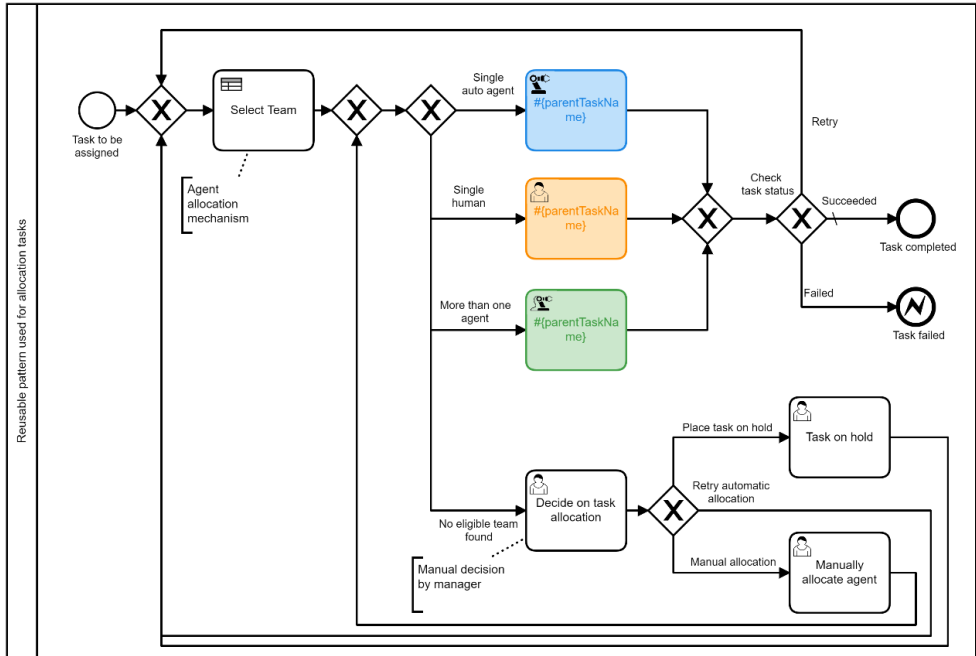 Reusable pattern used for allocation tasks
Task to be
assigned
Select Team
Agent
allocation
mechanism
Single
auto agent
#{parentTaskNa
me}
Single
human
#{parentTaskNa
me}
More than one
agent
#{parentTaskNa
me}
Retry
Check
task status
Succeeded
Task completed
Failed
Task failed
No eligible team
found
Decide on task
allocation
Manual decision
by manager
Place task on hold
Task on hold
Retry automatic
allocation
Manual allocation
Manually
allocate agent